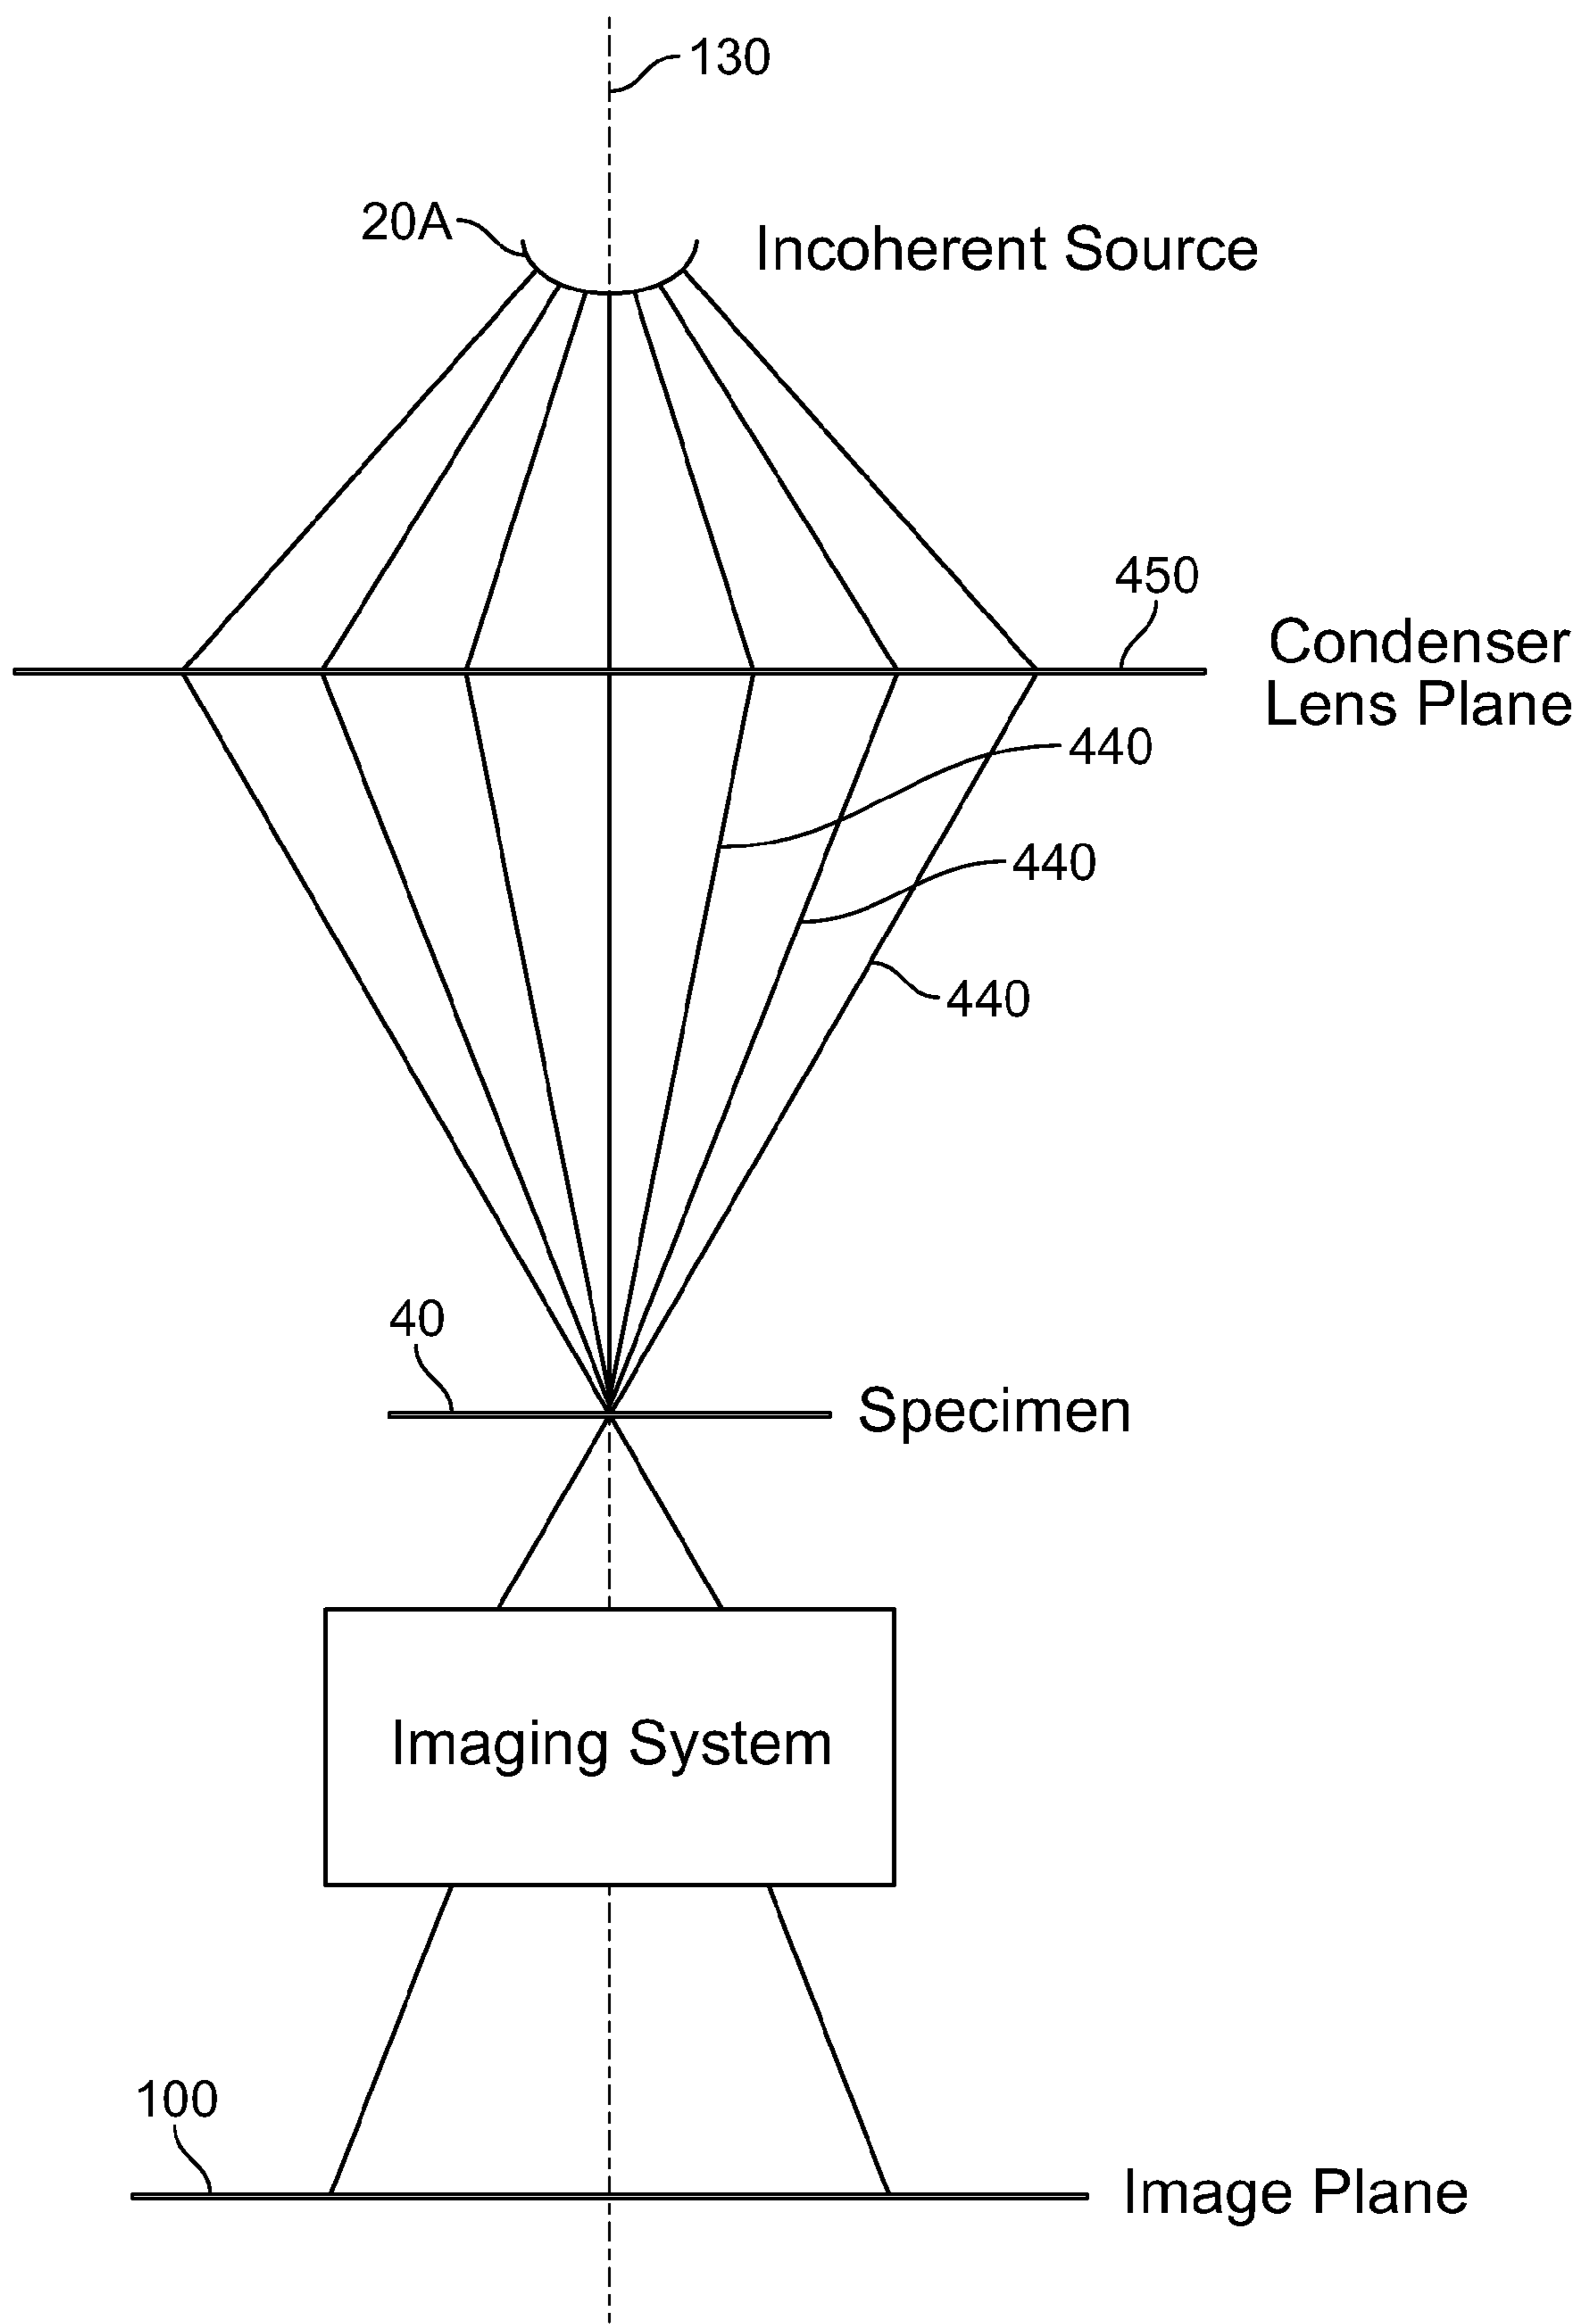 130
20A
Incoherent Source
450
Condenser
Lens Plane
440
440
440
40
Specimen
Imaging System
100
Image Plane